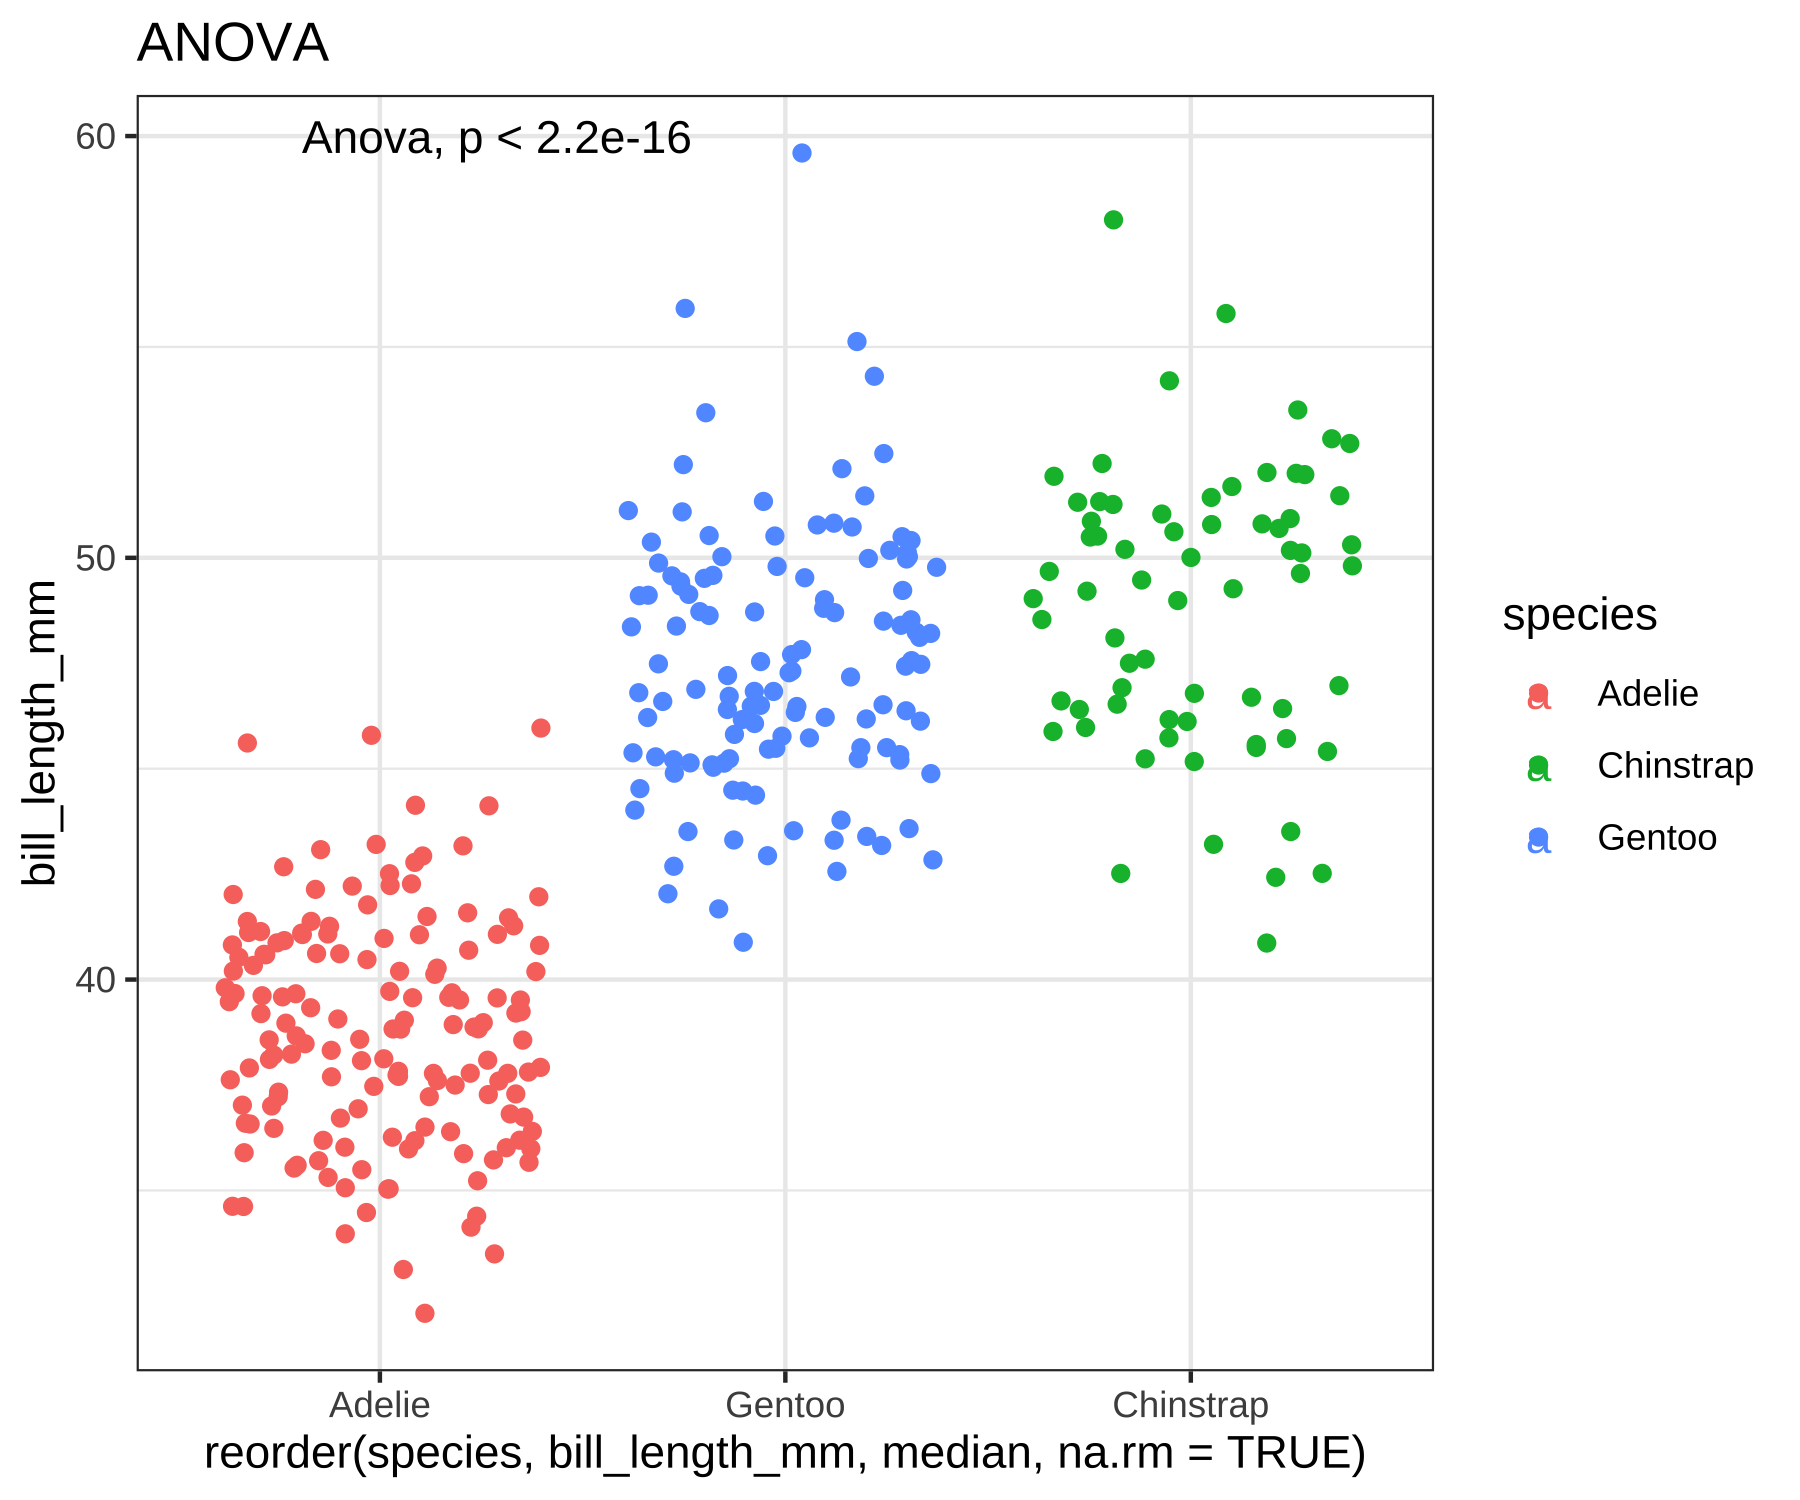 ANOVA
Anova, p < 2.2e-16
60
50
40
bill_length_mm
Adelie
Gentoo
Chinstrap
reorder(species, bill_length_mm, median, na.rm = TRUE)
species
a Adelie
a Chinstrap
a Gentoo